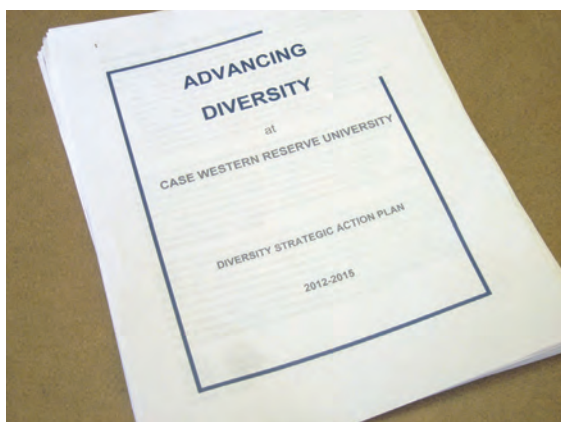 ADVANCING
DIVERSITY
at
CASE WESTERN RESERVE UNIVERSITY
DIVERSITY STRATEGIC ACTION PLAN
2012-2015